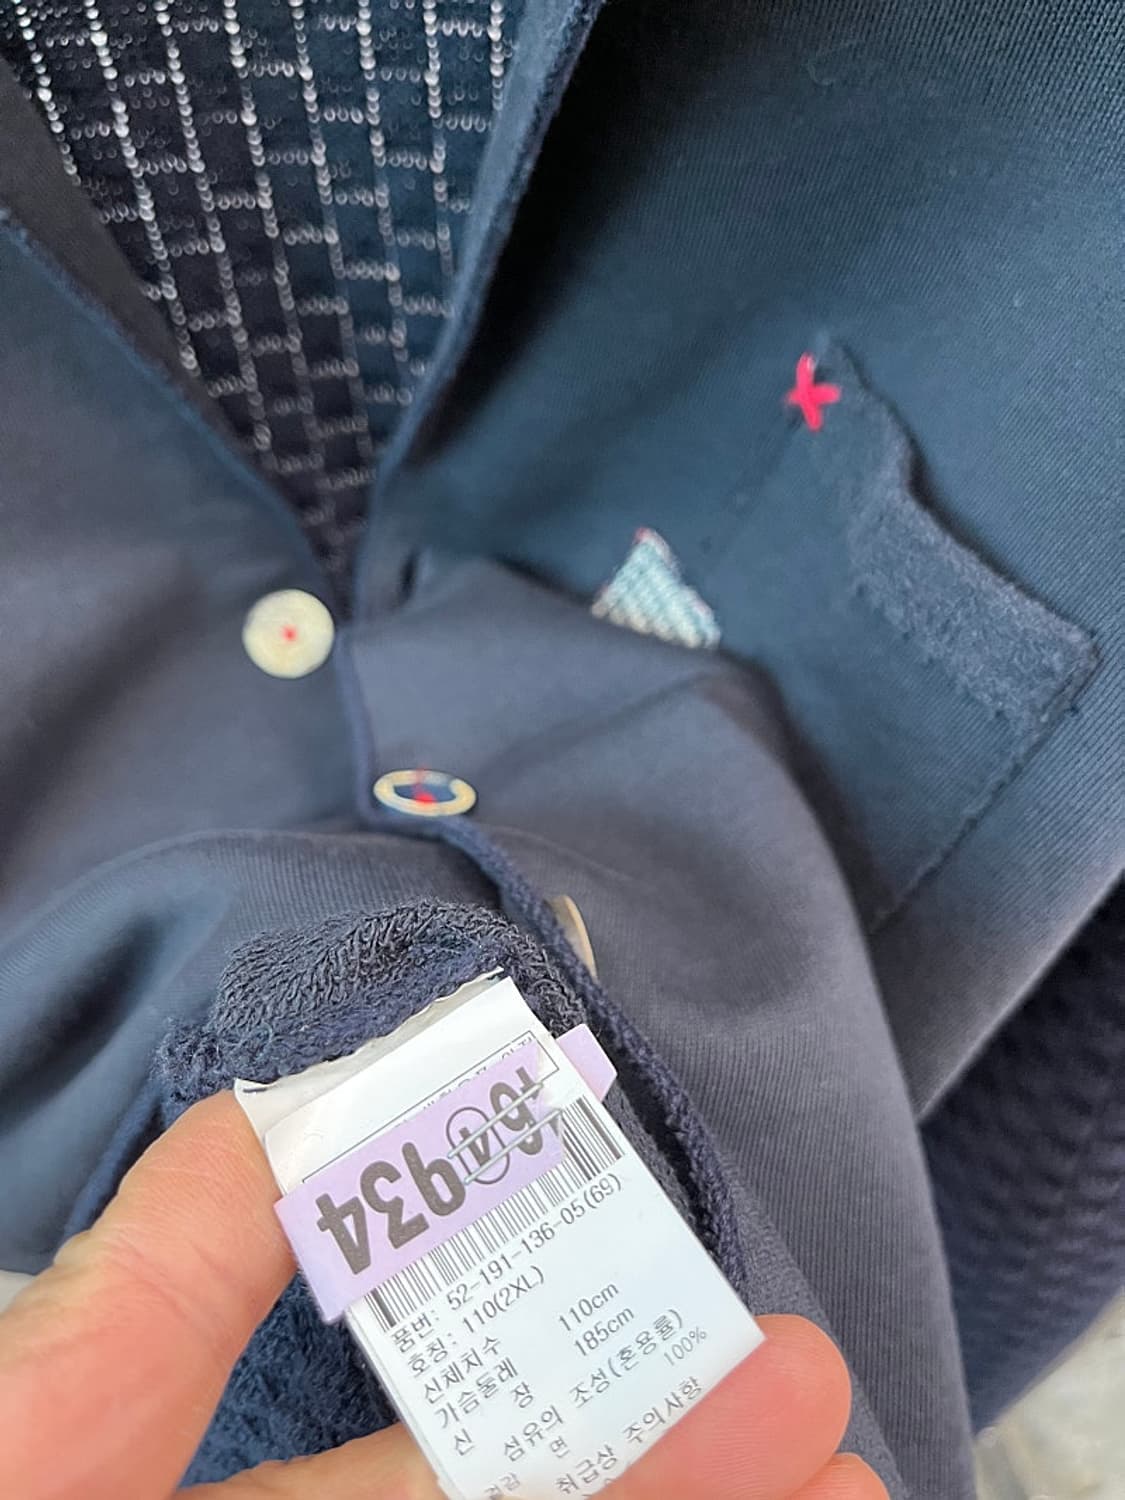 934
품번: 52-191-136-05(69)
호칭: 110(2XL)
신체치수
가슴둘레 110cm
신 장 185cm
섬유의 조성(혼용률)
겉감 면 100%
취급상 주의사항